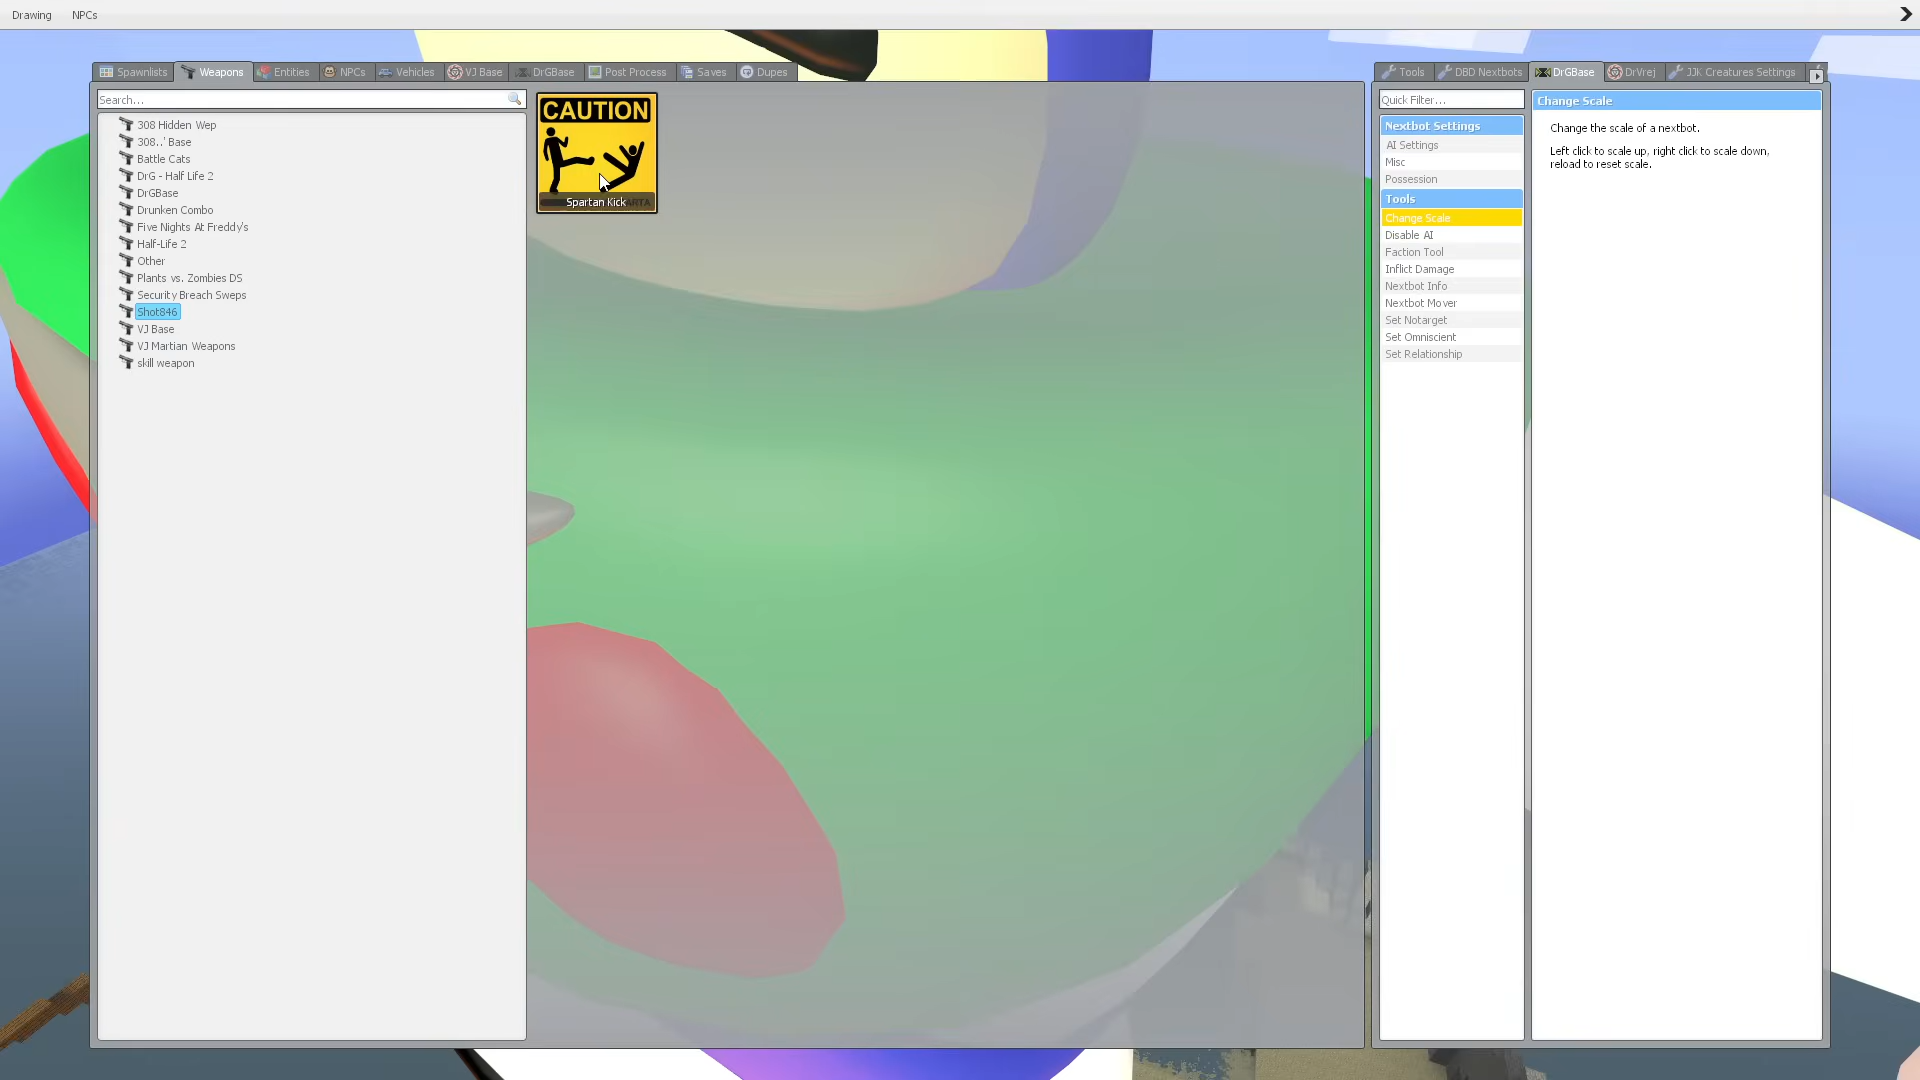 Drawing NPCs
Spawnlists Weapons Entities NPCs Vehicles VJ Base DrGBase Post Process Saves Dupes
Search...
308 Hidden Wep
308..' Base
Battle Cats
DrG - Half Life 2
DrGBase
Drunken Combo
Five Nights At Freddy's
Half-Life 2
Other
Plants vs. Zombies DS
Security Breach Sweps
Shot846
VJ Base
VJ Martian Weapons
skill weapon
CAUTION
Spartan Kick
Tools DBD Nextbots DrGBase DrVrej JJK Creatures Settings
Quick Filter...
Nextbot Settings
AI Settings
Misc
Possession
Tools
Change Scale
Disable AI
Faction Tool
Inflict Damage
Nextbot Info
Nextbot Mover
Set Notarget
Set Omniscient
Set Relationship
Change Scale
Change the scale of a nextbot.
Left click to scale up, right click to scale down,
reload to reset scale.